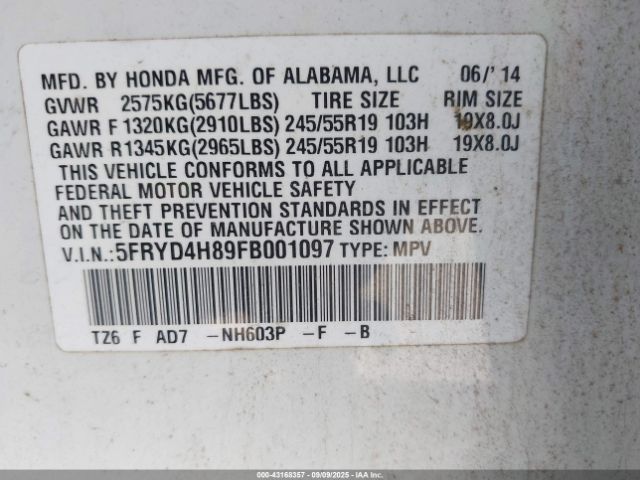 MFD. BY HONDA MFG. OF ALABAMA, LLC 06/'14
GVWR 2575KG(5677LBS) TIRE SIZE RIM SIZE
GAWR F 1320KG(2910LBS) 245/55R19 103H 19X8.0J
GAWR R 1345KG(2965LBS) 245/55R19 103H 19X8.0J
THIS VEHICLE CONFORMS TO ALL APPLICABLE
FEDERAL MOTOR VEHICLE SAFETY
AND THEFT PREVENTION STANDARDS IN EFFECT
ON THE DATE OF MANUFACTURE SHOWN ABOVE.
V.I.N.:5FRYD4H89FB001097 TYPE: MPV
TZ6 F AD7 -NH603P -F -B
000-43168357 - 09/09/2025 - IAA Inc.